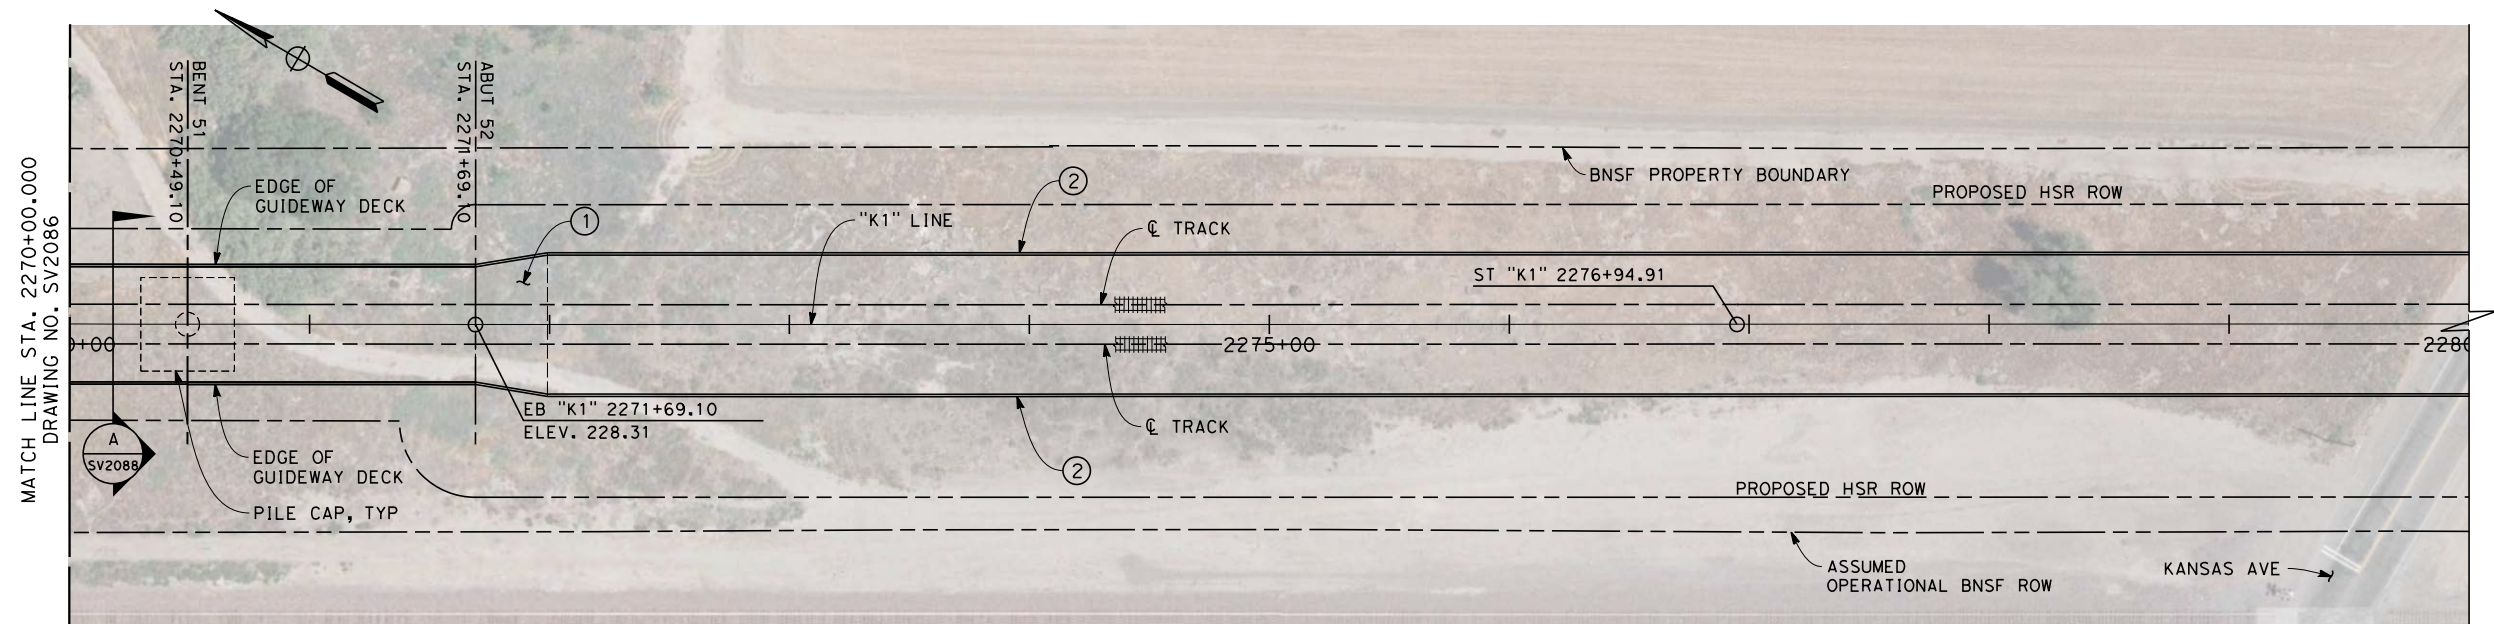 MATCH LINE STA. 2270+00.000
DRAWING NO. SV2086
BENT 51
STA. 2270+49.10
ABUT 52
STA. 2271+69.10
EDGE OF
GUIDEWAY DECK
1
2
"K1" LINE
℄ TRACK
BNSF PROPERTY BOUNDARY
PROPOSED HSR ROW
ST "K1" 2276+94.91
0+00
2275+00
2280
EB "K1" 2271+69.10
ELEV. 228.31
℄ TRACK
2
A
SV2088
EDGE OF
GUIDEWAY DECK
PILE CAP, TYP
PROPOSED HSR ROW
ASSUMED
OPERATIONAL BNSF ROW
KANSAS AVE